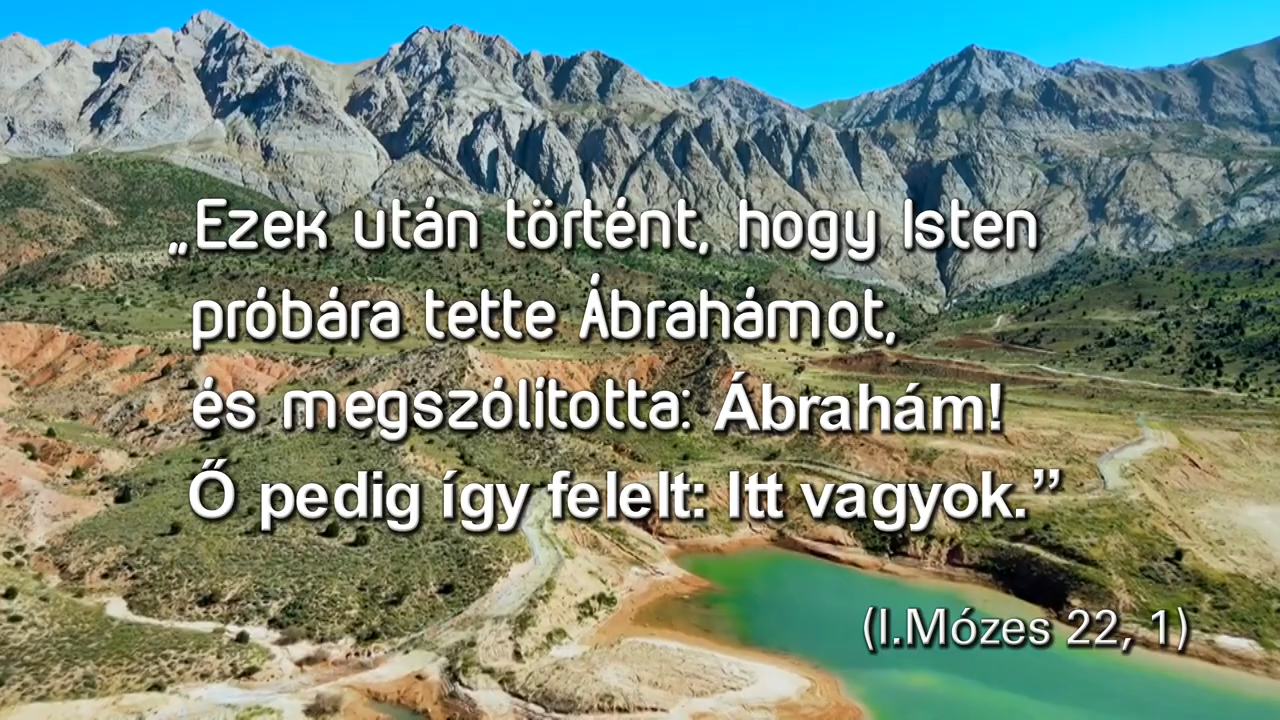 „Ezek után történt, hogy Isten
próbára tette Ábrahámot,
és megszólította: Ábrahám!
Ő pedig így felelt: Itt vagyok.”
(I.Mózes 22, 1)